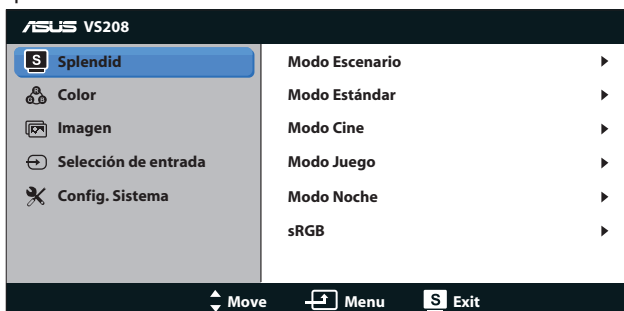 ASUS VS208
S Splendid
Color
Imagen
Selección de entrada
Config. Sistema
Modo Escenario
Modo Estándar
Modo Cine
Modo Juego
Modo Noche
sRGB
Move Menu S Exit